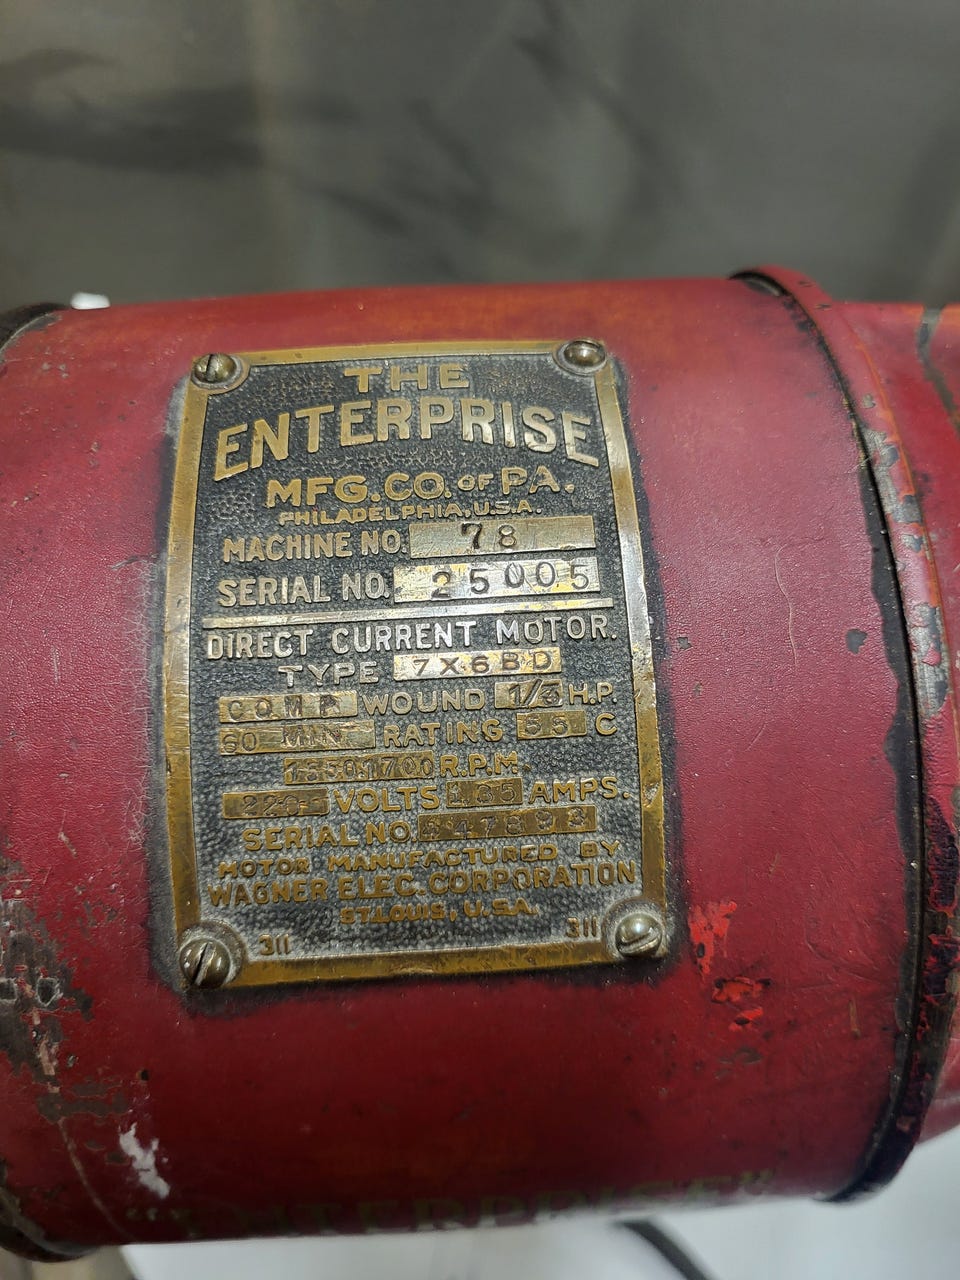 THE
ENTERPRISE
MFG. CO. OF PA.
PHILADELPHIA, U.S.A.
MACHINE NO. 78
SERIAL NO. 25005
DIRECT CURRENT MOTOR.
TYPE 7X6BD
COMP. WOUND 1/3 H.P.
60 MIN. RATING 55 C
R.P.M.
VOLTS AMPS.
SERIAL NO.
MOTOR MANUFACTURED BY
WAGNER ELEC. CORPORATION
ST. LOUIS, U.S.A.
311 311
"ENTERPRISE"